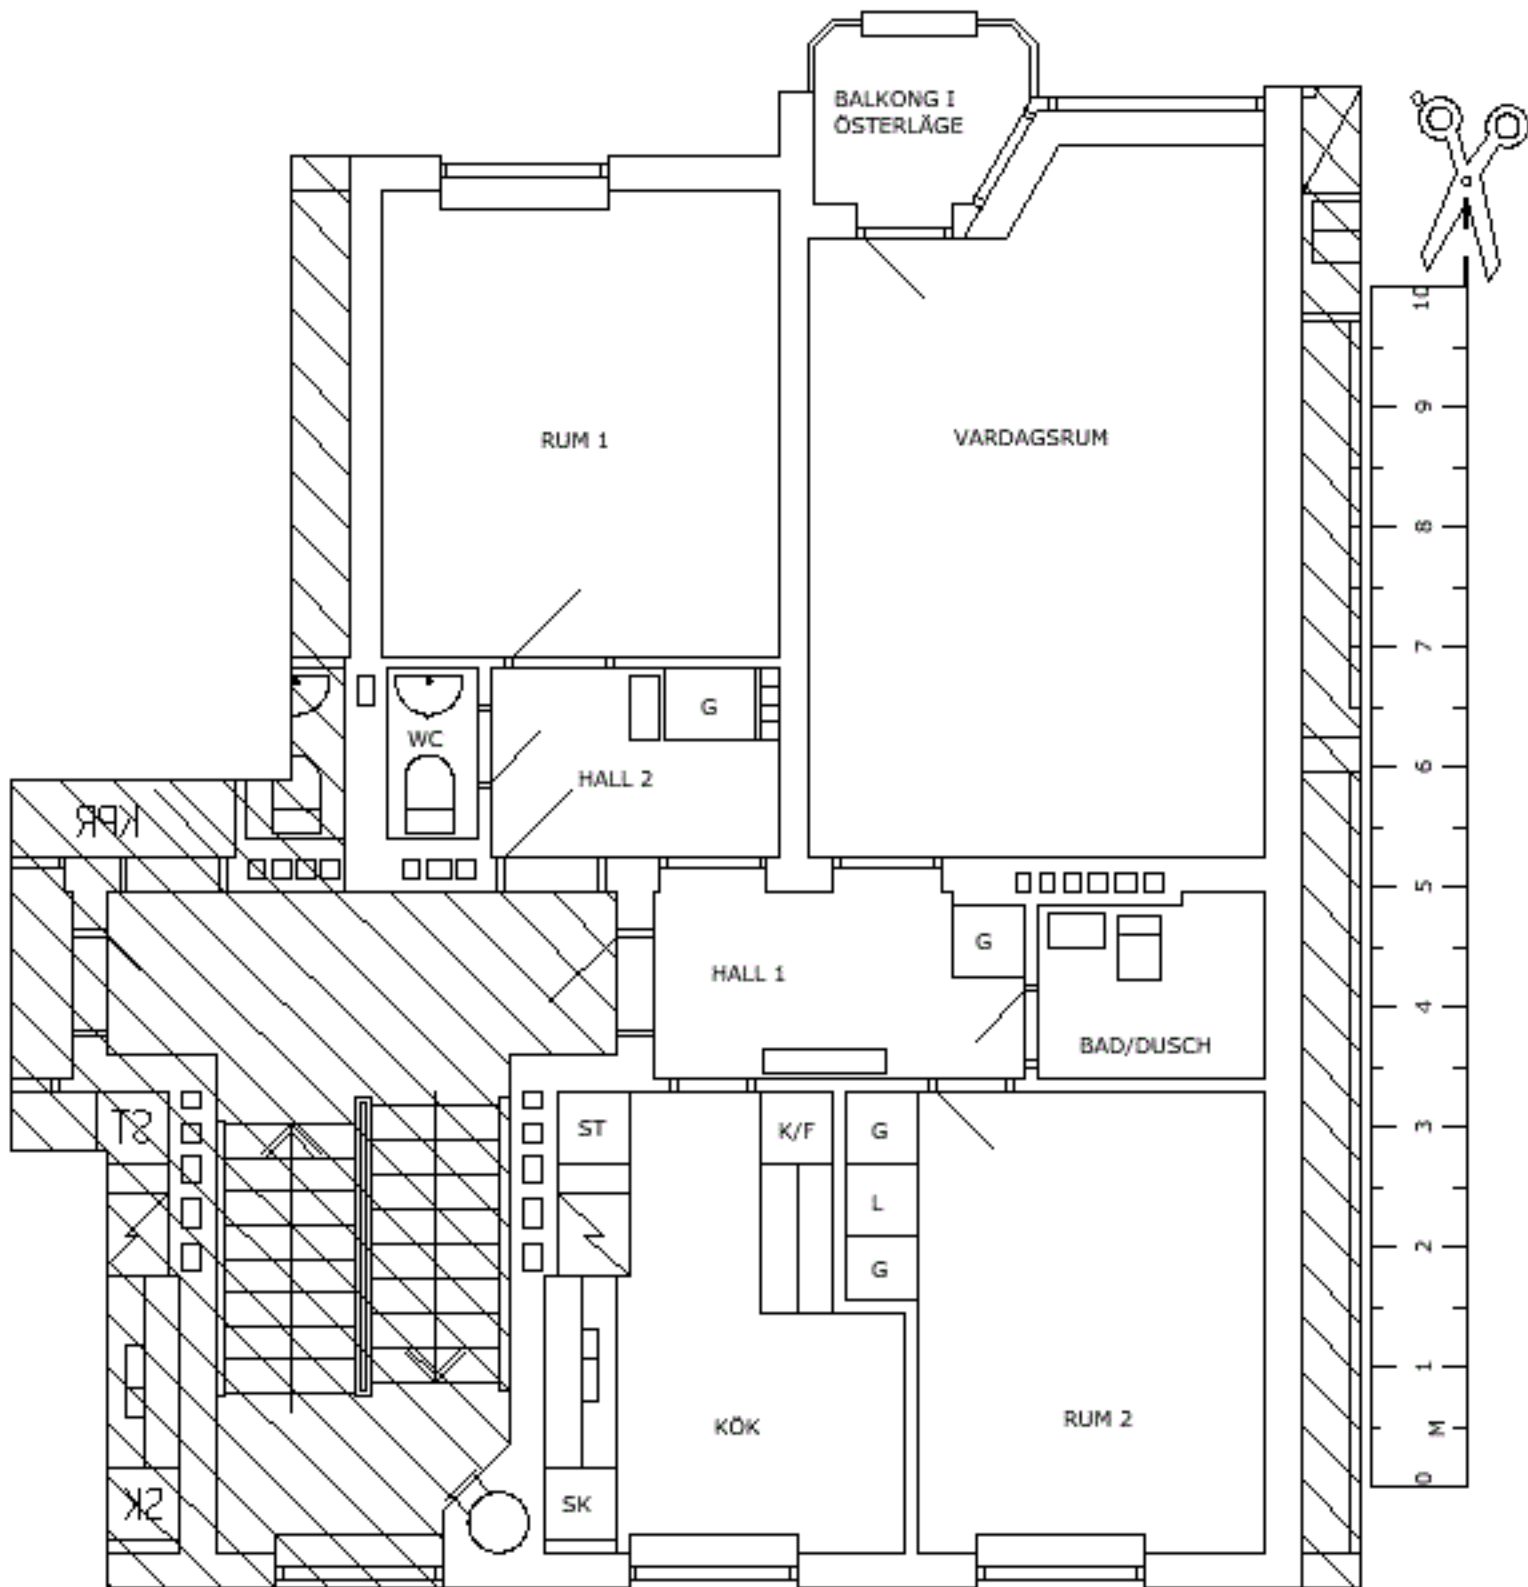 BALKONG I
ÖSTERLÄGE
RUM 1
VARDAGSRUM
G
WC
HALL 2
KPR
G
HALL 1
BAD/DUSCH
ST
ST
K/F
G
L
G
KÖK
RUM 2
SK
SK
10
9
8
7
6
5
4
3
2
1
M
0